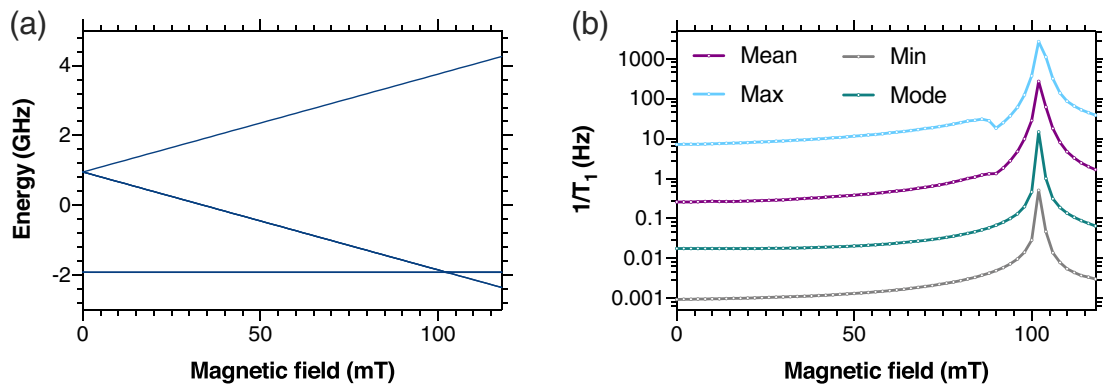 (a)
Energy (GHz)
4
2
0
-2
0
50
100
Magnetic field (mT)
(b)
1/T₁ (Hz)
1000
100
10
1
0.1
0.01
0.001
Mean
Min
Max
Mode
0
50
100
Magnetic field (mT)